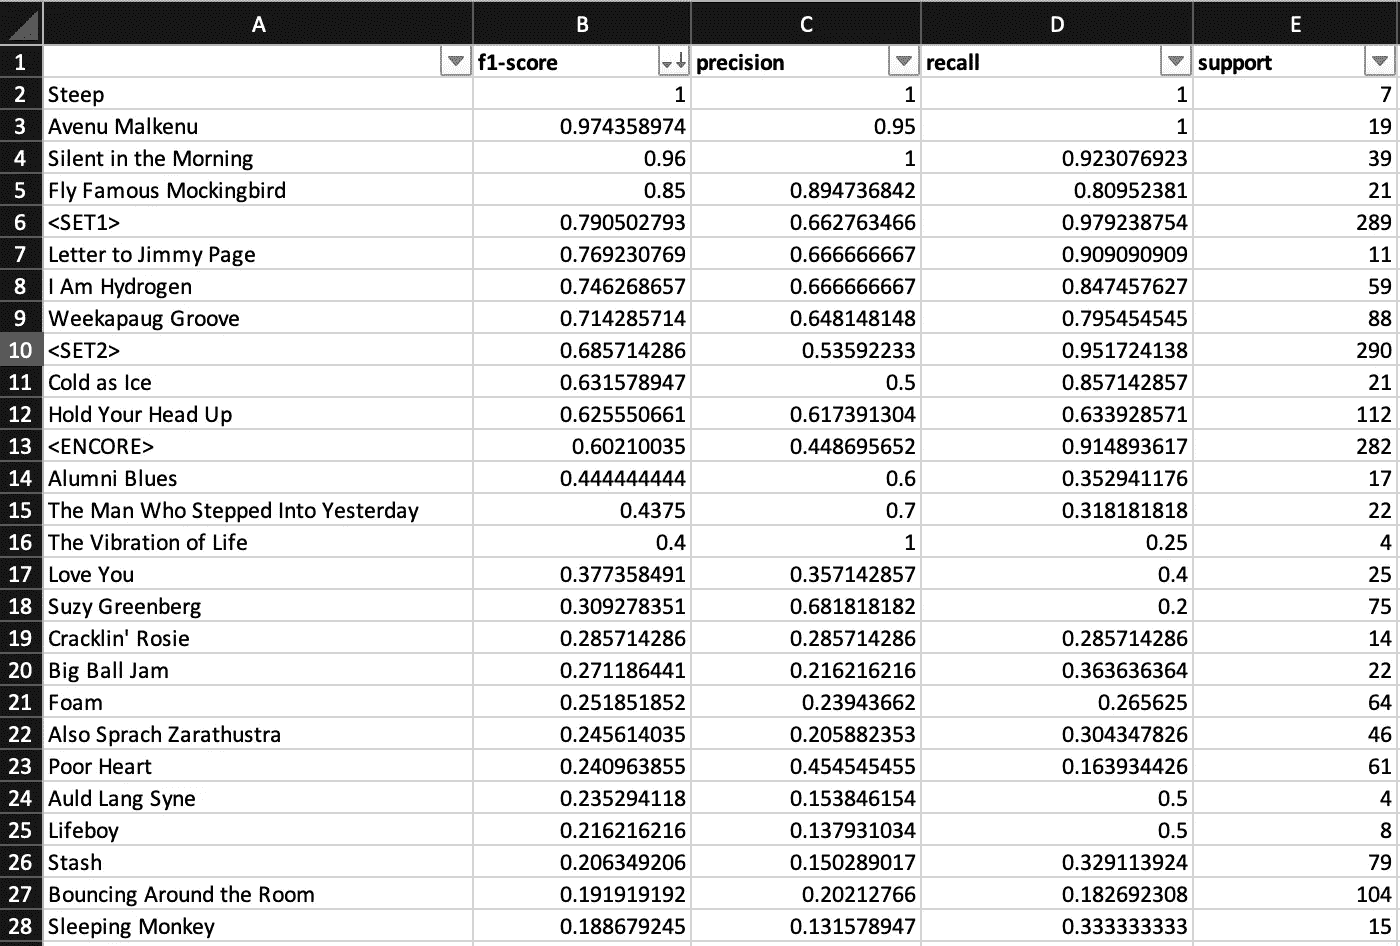 A B C D E
1 f1-score precision recall support
2 Steep 1 1 1 7
3 Avenu Malkenu 0.974358974 0.95 1 19
4 Silent in the Morning 0.96 1 0.923076923 39
5 Fly Famous Mockingbird 0.85 0.894736842 0.80952381 21
6 <SET1> 0.790502793 0.662763466 0.979238754 289
7 Letter to Jimmy Page 0.769230769 0.666666667 0.909090909 11
8 I Am Hydrogen 0.746268657 0.666666667 0.847457627 59
9 Weekapaug Groove 0.714285714 0.648148148 0.795454545 88
10 <SET2> 0.685714286 0.53592233 0.951724138 290
11 Cold as Ice 0.631578947 0.5 0.857142857 21
12 Hold Your Head Up 0.625550661 0.617391304 0.633928571 112
13 <ENCORE> 0.60210035 0.448695652 0.914893617 282
14 Alumni Blues 0.444444444 0.6 0.352941176 17
15 The Man Who Stepped Into Yesterday 0.4375 0.7 0.318181818 22
16 The Vibration of Life 0.4 1 0.25 4
17 Love You 0.377358491 0.357142857 0.4 25
18 Suzy Greenberg 0.309278351 0.681818182 0.2 75
19 Cracklin' Rosie 0.285714286 0.285714286 0.285714286 14
20 Big Ball Jam 0.271186441 0.216216216 0.363636364 22
21 Foam 0.251851852 0.23943662 0.265625 64
22 Also Sprach Zarathustra 0.245614035 0.205882353 0.304347826 46
23 Poor Heart 0.240963855 0.454545455 0.163934426 61
24 Auld Lang Syne 0.235294118 0.153846154 0.5 4
25 Lifeboy 0.216216216 0.137931034 0.5 8
26 Stash 0.206349206 0.150289017 0.329113924 79
27 Bouncing Around the Room 0.191919192 0.20212766 0.182692308 104
28 Sleeping Monkey 0.188679245 0.131578947 0.333333333 15